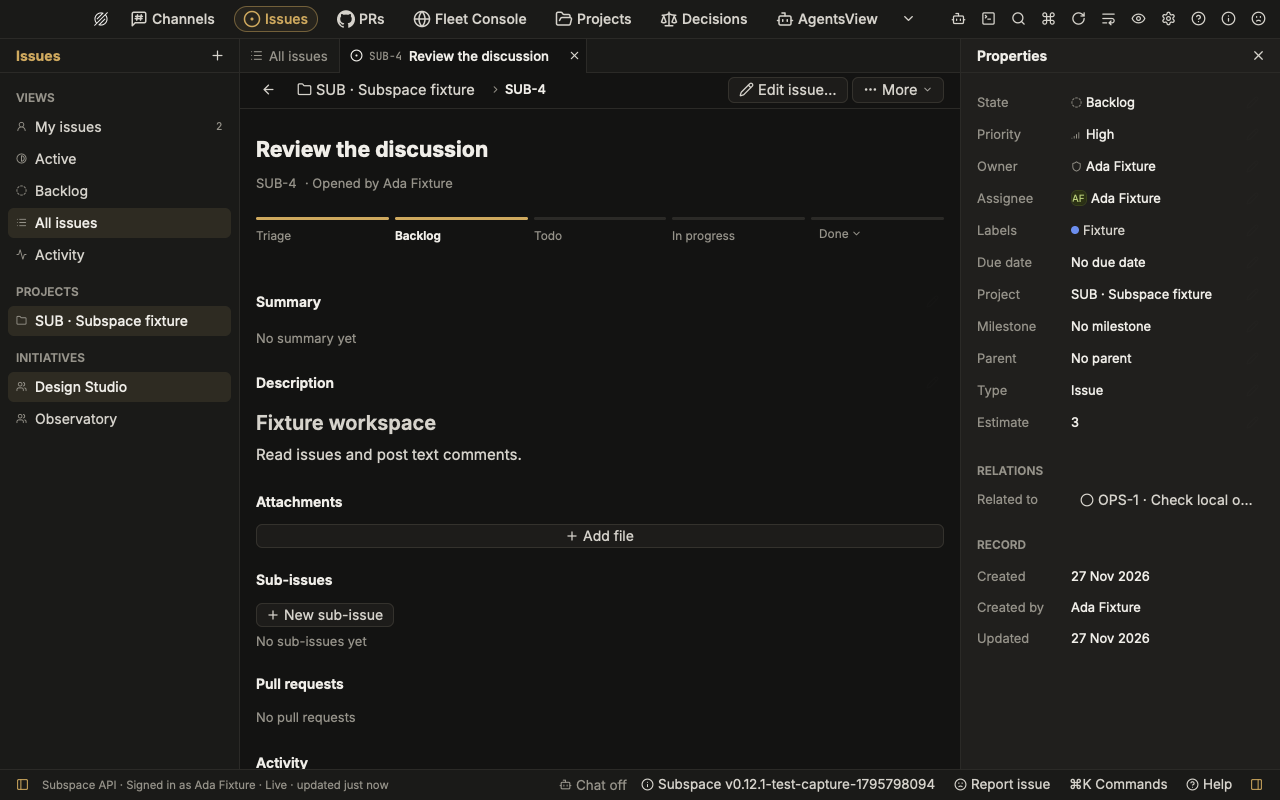 Channels
Issues
PRs
Fleet Console
Projects
Decisions
AgentsView
Issues
VIEWS
My issues 2
Active
Backlog
All issues
Activity
PROJECTS
SUB · Subspace fixture
INITIATIVES
Design Studio
Observatory
All issues
SUB-4 Review the discussion
SUB · Subspace fixture › SUB-4
Edit issue...
More
Review the discussion
SUB-4 · Opened by Ada Fixture
Triage
Backlog
Todo
In progress
Done
Summary
No summary yet
Description
Fixture workspace
Read issues and post text comments.
Attachments
+ Add file
Sub-issues
+ New sub-issue
No sub-issues yet
Pull requests
No pull requests
Activity
Properties
State Backlog
Priority High
Owner Ada Fixture
Assignee AF Ada Fixture
Labels Fixture
Due date No due date
Project SUB · Subspace fixture
Milestone No milestone
Parent No parent
Type Issue
Estimate 3
RELATIONS
Related to OPS-1 · Check local o...
RECORD
Created 27 Nov 2026
Created by Ada Fixture
Updated 27 Nov 2026
Subspace API · Signed in as Ada Fixture · Live · updated just now
Chat off
Subspace v0.12.1-test-capture-1795798094
Report issue
⌘K Commands
Help